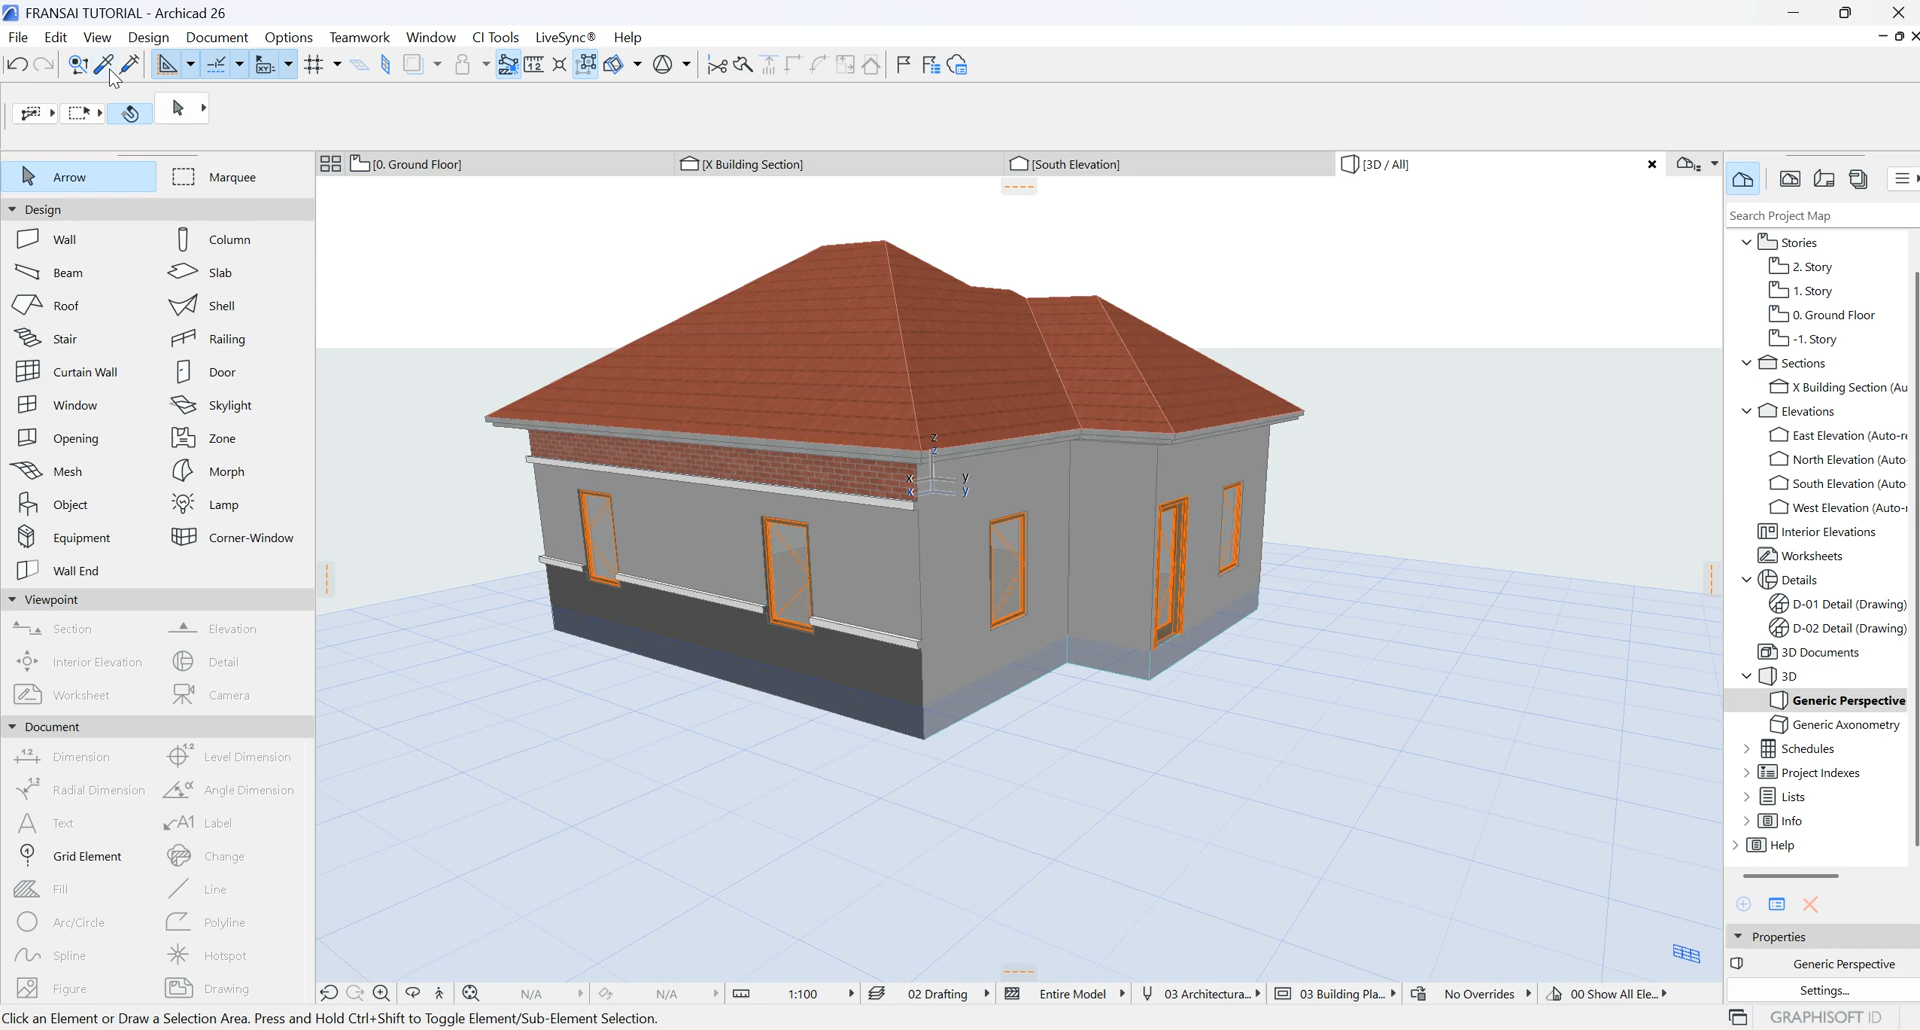 FRANSAI TUTORIAL - Archicad 26
File Edit View Design Document Options Teamwork Window CI Tools LiveSync® Help
Arrow Marquee
[0. Ground Floor] [X Building Section] [South Elevation] [3D / All]
Design
Wall Column
Beam Slab
Roof Shell
Stair Railing
Curtain Wall Door
Window Skylight
Opening Zone
Mesh Morph
Object Lamp
Equipment Corner-Window
Wall End
Viewpoint
Section Elevation
Interior Elevation Detail
Worksheet Camera
Document
1.2 Dimension 1.2 Level Dimension
1.2 Radial Dimension α Angle Dimension
A Text A1 Label
Grid Element Change
Fill Line
Arc/Circle Polyline
Spline Hotspot
Figure Drawing
z
z
x y
x y
Search Project Map
Stories
2. Story
1. Story
0. Ground Floor
-1. Story
Sections
X Building Section (Au
Elevations
East Elevation (Auto-re
North Elevation (Auto-
South Elevation (Auto-
West Elevation (Auto-r
Interior Elevations
Worksheets
Details
D-01 Detail (Drawing)
D-02 Detail (Drawing)
3D Documents
3D
Generic Perspective
Generic Axonometry
Schedules
Project Indexes
Lists
Info
Help
Properties
Generic Perspective
Settings...
N/A N/A 1:100 02 Drafting Entire Model 03 Architectura... 03 Building Pla... No Overrides 00 Show All Ele...
Click an Element or Draw a Selection Area. Press and Hold Ctrl+Shift to Toggle Element/Sub-Element Selection.
GRAPHISOFT ID